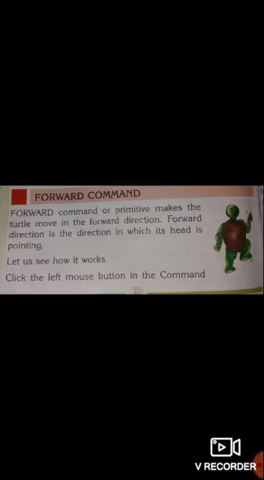 FORWARD COMMAND
FORWARD command or primitive makes the
turtle move in the forward direction. Forward
direction is the direction in which its head is
pointing.
Let us see how it works.
Click the left mouse button in the Command
V RECORDER